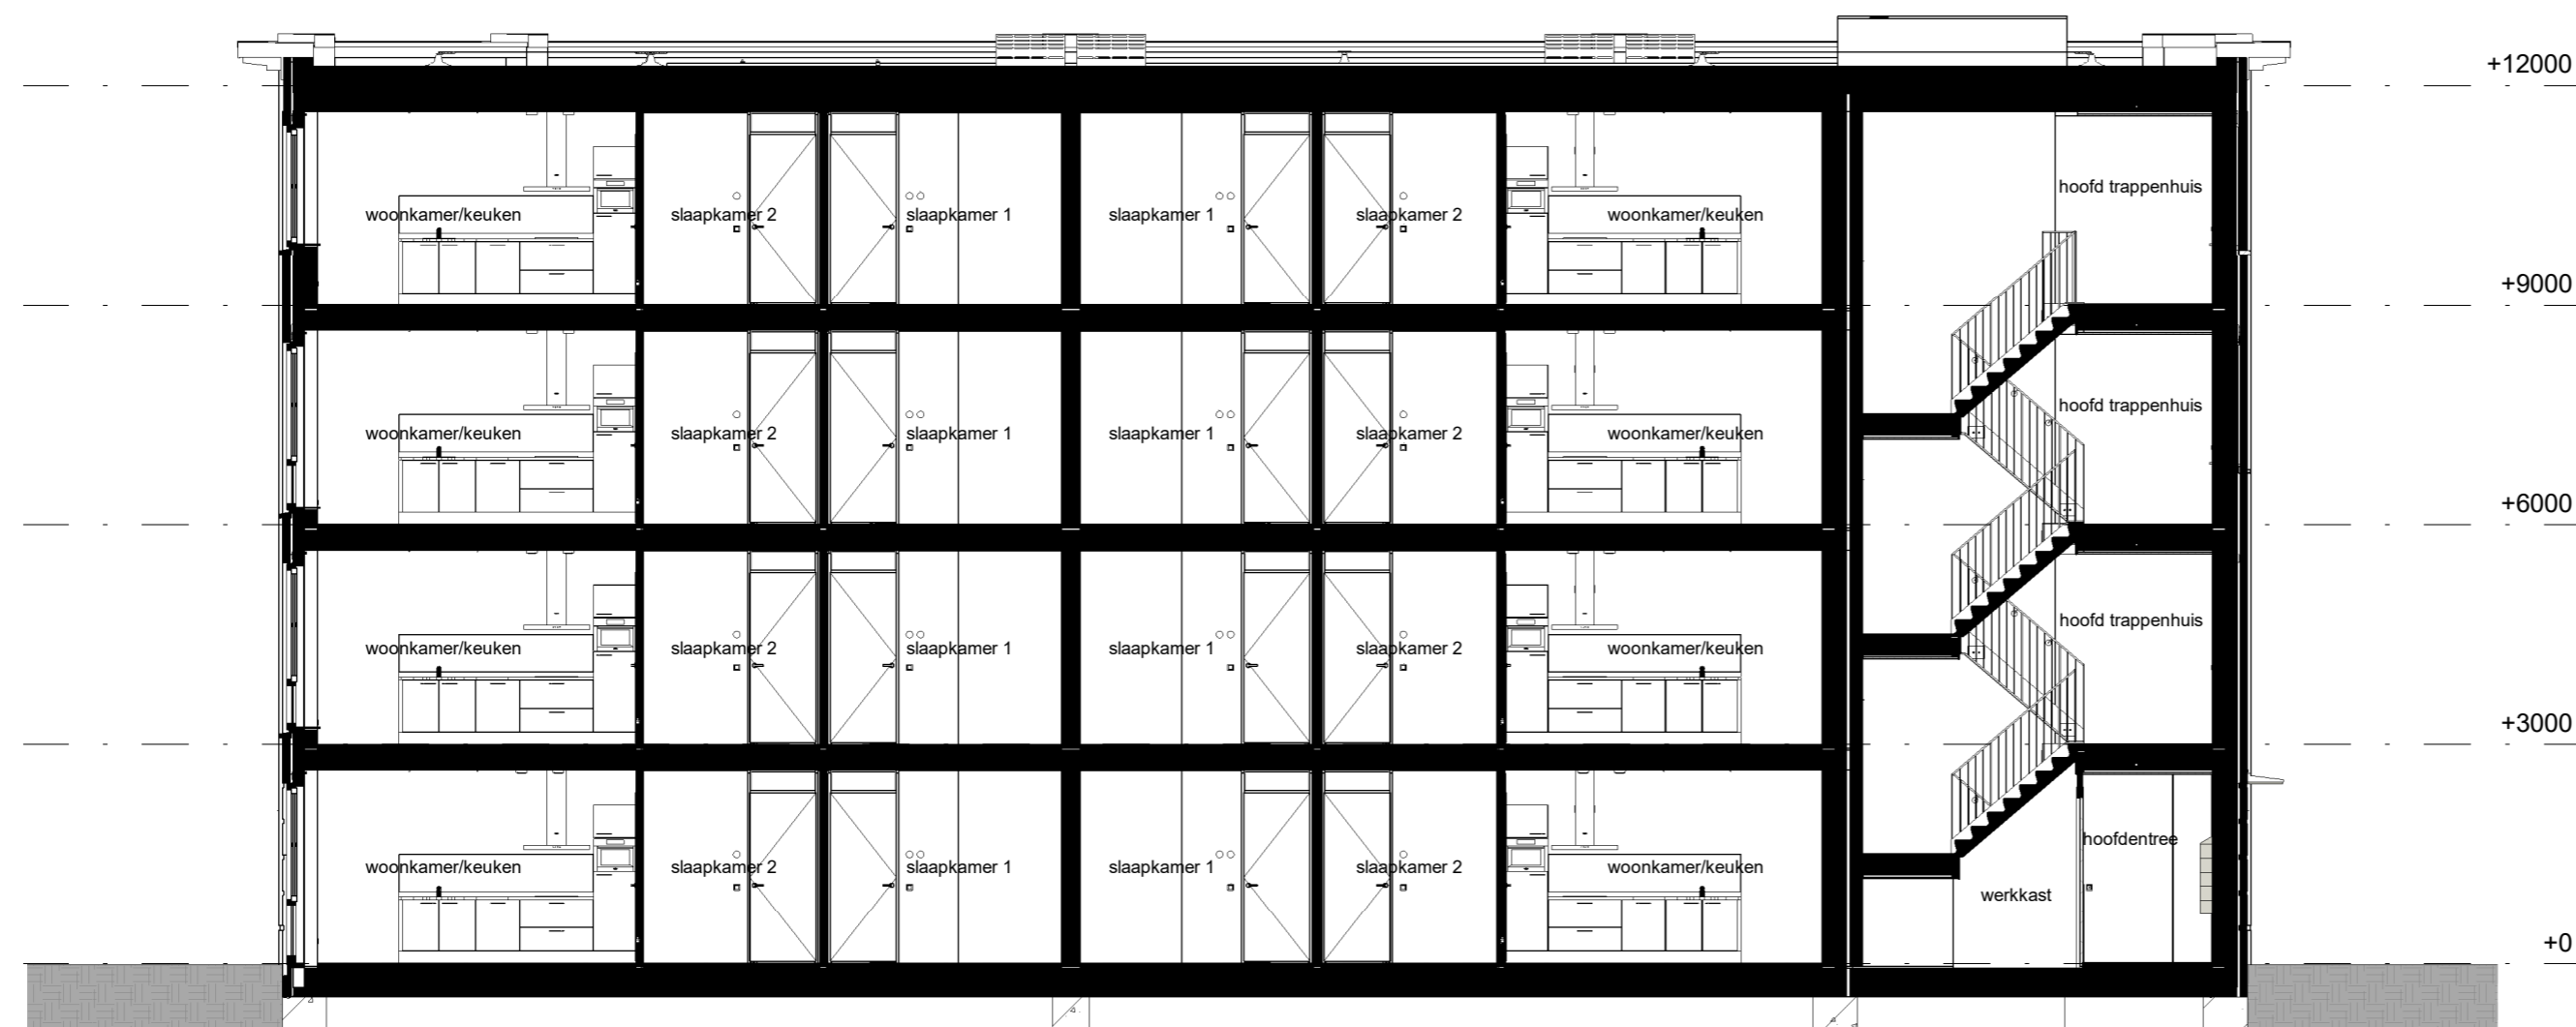 +12000
hoofd trappenhuis
woonkamer/keuken slaapkamer 2 slaapkamer 1 slaapkamer 1 slaapkamer 2 woonkamer/keuken
+9000
hoofd trappenhuis
woonkamer/keuken slaapkamer 2 slaapkamer 1 slaapkamer 1 slaapkamer 2 woonkamer/keuken
+6000
hoofd trappenhuis
woonkamer/keuken slaapkamer 2 slaapkamer 1 slaapkamer 1 slaapkamer 2 woonkamer/keuken
+3000
hoofdentree
woonkamer/keuken slaapkamer 2 slaapkamer 1 slaapkamer 1 slaapkamer 2 woonkamer/keuken
werkkast
+0